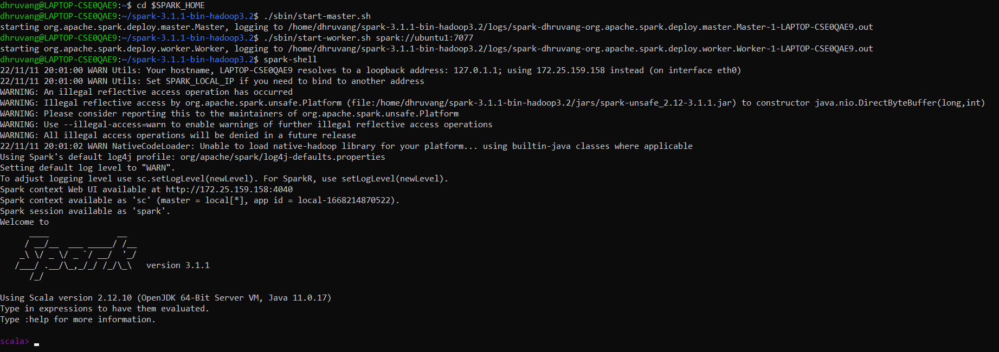 dhruvang@LAPTOP-CSE0QAE9:~$ cd $SPARK_HOME
dhruvang@LAPTOP-CSE0QAE9:~/spark-3.1.1-bin-hadoop3.2$ ./sbin/start-master.sh
starting org.apache.spark.deploy.master.Master, logging to /home/dhruvang/spark-3.1.1-bin-hadoop3.2/logs/spark-dhruvang-org.apache.spark.deploy.master.Master-1-LAPTOP-CSE0QAE9.out
dhruvang@LAPTOP-CSE0QAE9:~/spark-3.1.1-bin-hadoop3.2$ ./sbin/start-worker.sh spark://ubuntu1:7077
starting org.apache.spark.deploy.worker.Worker, logging to /home/dhruvang/spark-3.1.1-bin-hadoop3.2/logs/spark-dhruvang-org.apache.spark.deploy.worker.Worker-1-LAPTOP-CSE0QAE9.out
dhruvang@LAPTOP-CSE0QAE9:~/spark-3.1.1-bin-hadoop3.2$ spark-shell
22/11/11 20:01:00 WARN Utils: Your hostname, LAPTOP-CSE0QAE9 resolves to a loopback address: 127.0.1.1; using 172.25.159.158 instead (on interface eth0)
22/11/11 20:01:00 WARN Utils: Set SPARK_LOCAL_IP if you need to bind to another address
WARNING: An illegal reflective access operation has occurred
WARNING: Illegal reflective access by org.apache.spark.unsafe.Platform (file:/home/dhruvang/spark-3.1.1-bin-hadoop3.2/jars/spark-unsafe_2.12-3.1.1.jar) to constructor java.nio.DirectByteBuffer(long,int)
WARNING: Please consider reporting this to the maintainers of org.apache.spark.unsafe.Platform
WARNING: Use --illegal-access=warn to enable warnings of further illegal reflective access operations
WARNING: All illegal access operations will be denied in a future release
22/11/11 20:01:02 WARN NativeCodeLoader: Unable to load native-hadoop library for your platform... using builtin-java classes where applicable
Using Spark's default log4j profile: org/apache/spark/log4j-defaults.properties
Setting default log level to "WARN".
To adjust logging level use sc.setLogLevel(newLevel). For SparkR, use setLogLevel(newLevel).
Spark context Web UI available at http://172.25.159.158:4040
Spark context available as 'sc' (master = local[*], app id = local-1668214870522).
Spark session available as 'spark'.
Welcome to
      ____              __
     / __/__  ___ _____/ /__
    _\ \/ _ \/ _ `/ __/  '_/
   /___/ .__/\_,_/_/ /_/\_\   version 3.1.1
      /_/
Using Scala version 2.12.10 (OpenJDK 64-Bit Server VM, Java 11.0.17)
Type in expressions to have them evaluated.
Type :help for more information.
scala>